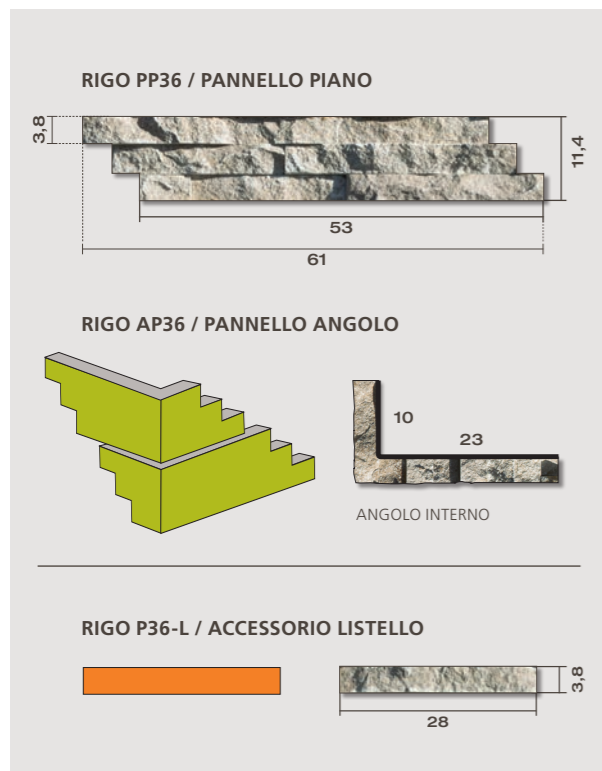 RIGO PP36 / PANNELLO PIANO
3,8
11,4
53
61
RIGO AP36 / PANNELLO ANGOLO
10
23
ANGOLO INTERNO
RIGO P36-L / ACCESSORIO LISTELLO
3,8
28